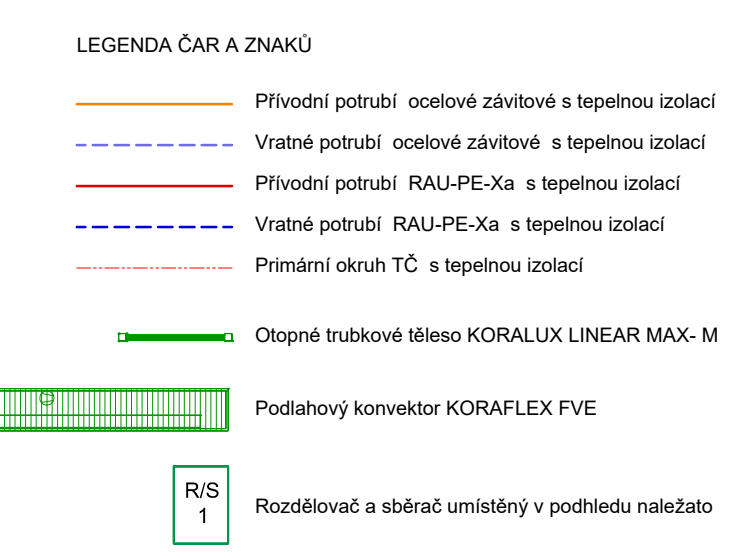 LEGENDA ČAR A ZNAKŮ
Přívodní potrubí ocelové závitové s tepelnou izolací
Vratné potrubí ocelové závitové s tepelnou izolací
Přívodní potrubí RAU-PE-Xa s tepelnou izolací
Vratné potrubí RAU-PE-Xa s tepelnou izolací
Primární okruh TČ s tepelnou izolací
Otopné trubkové těleso KORALUX LINEAR MAX- M
Podlahový konvektor KORAFLEX FVE
R/S
1
Rozdělovač a sběrač umístěný v podhledu naležato